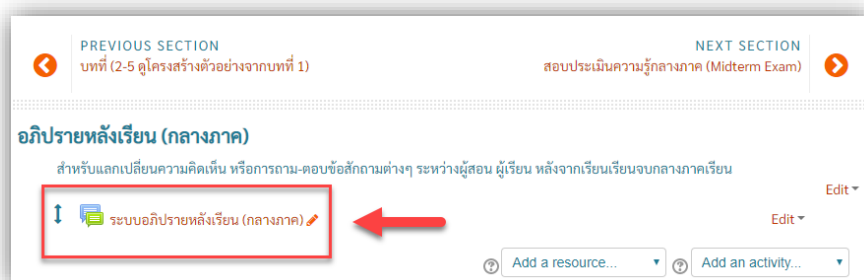 PREVIOUS SECTION
บทที่ (2-5 ดูโครงสร้างตัวอย่างจากบทที่ 1)
NEXT SECTION
สอบประเมินความรู้กลางภาค (Midterm Exam)
อภิปรายหลังเรียน (กลางภาค)
สำหรับแลกเปลี่ยนความคิดเห็น หรือการถาม-ตอบข้อสักถามต่างๆ ระหว่างผู้สอน ผู้เรียน หลังจากเรียนเรียนจบกลางภาคเรียน
Edit
ระบบอภิปรายหลังเรียน (กลางภาค)
Edit
Add a resource... Add an activity...